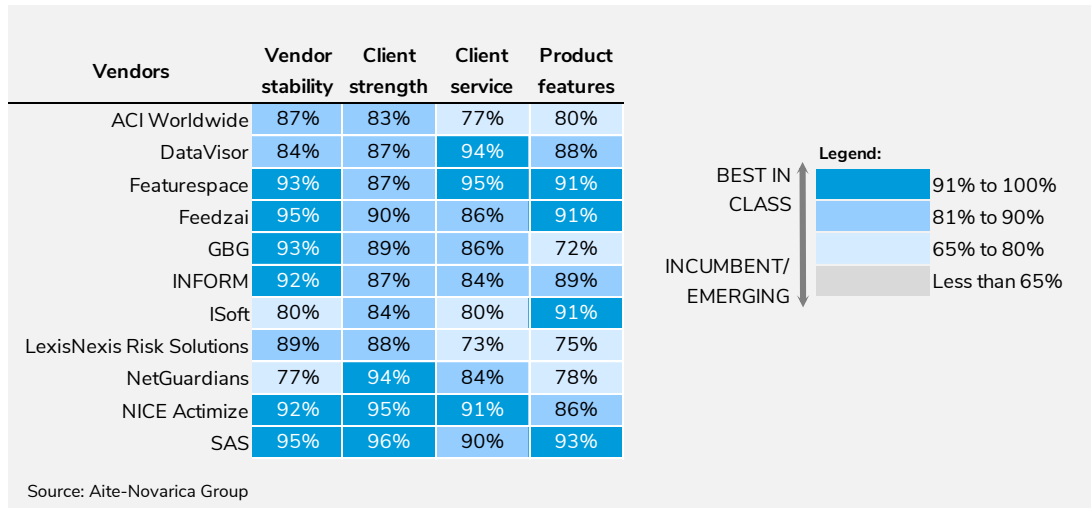 Vendors Vendor stability Client strength Client service Product features
ACI Worldwide 87% 83% 77% 80%
DataVisor 84% 87% 94% 88%
Featurespace 93% 87% 95% 91%
Feedzai 95% 90% 86% 91%
GBG 93% 89% 86% 72%
INFORM 92% 87% 84% 89%
ISoft 80% 84% 80% 91%
LexisNexis Risk Solutions 89% 88% 73% 75%
NetGuardians 77% 94% 84% 78%
NICE Actimize 92% 95% 91% 86%
SAS 95% 96% 90% 93%
Legend:
BEST IN
CLASS
INCUMBENT/
EMERGING
91% to 100%
81% to 90%
65% to 80%
Less than 65%
Source: Aite-Novarica Group